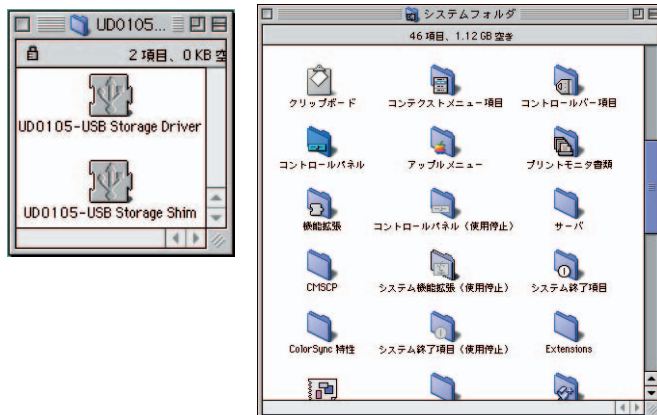 UD0105...
2 項目、0 KB 空
UD0105-USB Storage Driver
UD0105-USB Storage Shim
システムフォルダ
46 項目、1.12 GB 空き
クリップボード
コンテクストメニュー項目
コントロールバー項目
コントロールパネル
アップルメニュー
プリントモニタ書類
機能拡張
コントロールパネル（使用停止）
サーバ
CMSCP
システム機能拡張（使用停止）
システム終了項目
ColorSync 特性
システム終了項目（使用停止）
Extensions